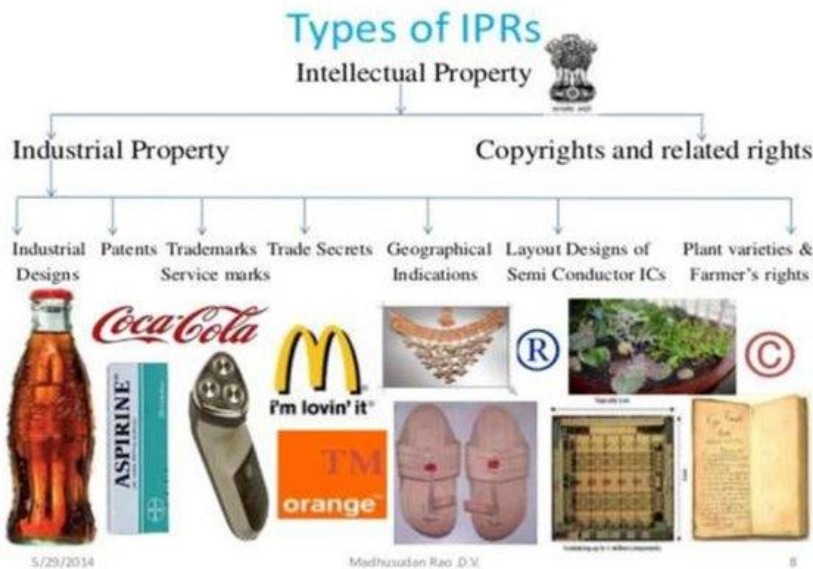 Types of IPRs
Intellectual Property
Industrial Property
Copyrights and related rights
Industrial
Designs
Patents
Trademarks
Service marks
Trade Secrets
Geographical
Indications
Layout Designs of
Semi Conductor ICs
Plant varieties &
Farmer's rights
Coca-Cola
ASPIRINE
M
i'm lovin' it®
TM
orange™
®
©
5/29/2014
Madhusudan Rao .D.V.
8